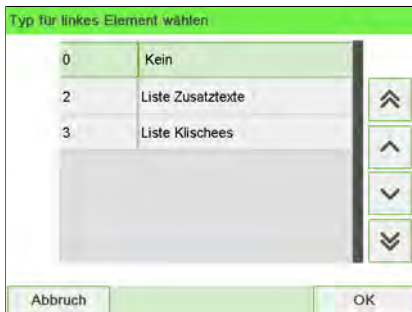 Typ für linkes Element wählen
0 Kein
2 Liste Zusatztexte
3 Liste Klischees
Abbruch OK